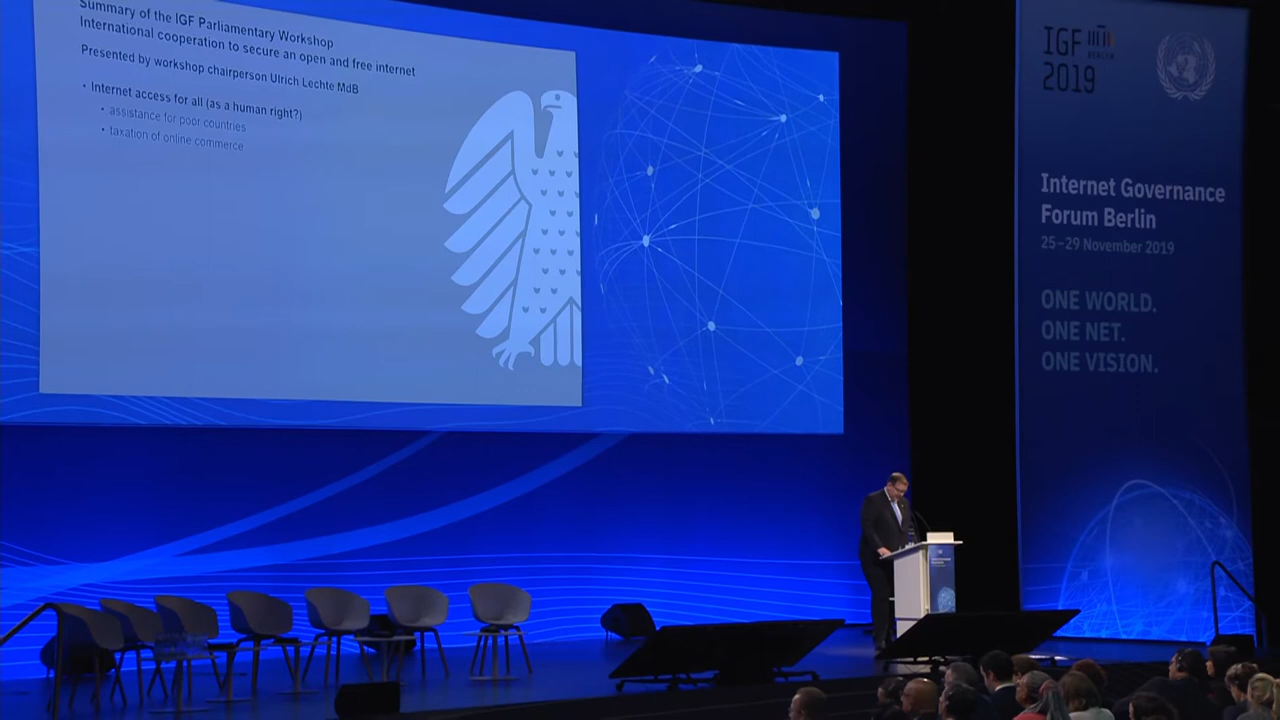 Summary of the IGF Parliamentary Workshop
International cooperation to secure an open and free internet
Presented by workshop chairperson Ulrich Lechte MdB
• Internet access for all (as a human right?)
• assistance for poor countries
• taxation of online commerce
IGF
BERLIN
2019
Internet Governance
Forum Berlin
25–29 November 2019
ONE WORLD.
ONE NET.
ONE VISION.